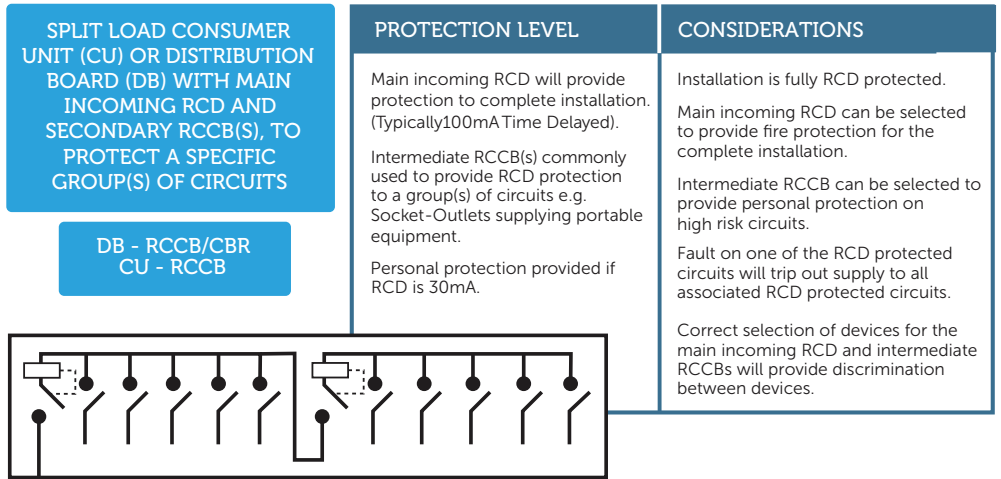 SPLIT LOAD CONSUMER
UNIT (CU) OR DISTRIBUTION
BOARD (DB) WITH MAIN
INCOMING RCD AND
SECONDARY RCCB(S), TO
PROTECT A SPECIFIC
GROUP(S) OF CIRCUITS
DB - RCCB/CBR
CU - RCCB
PROTECTION LEVEL
Main incoming RCD will provide
protection to complete installation.
(Typically100mA Time Delayed).
Intermediate RCCB(s) commonly
used to provide RCD protection
to a group(s) of circuits e.g.
Socket-Outlets supplying portable
equipment.
Personal protection provided if
RCD is 30mA.
CONSIDERATIONS
Installation is fully RCD protected.
Main incoming RCD can be selected
to provide fire protection for the
complete installation.
Intermediate RCCB can be selected to
provide personal protection on
high risk circuits.
Fault on one of the RCD protected
circuits will trip out supply to all
associated RCD protected circuits.
Correct selection of devices for the
main incoming RCD and intermediate
RCCBs will provide discrimination
between devices.